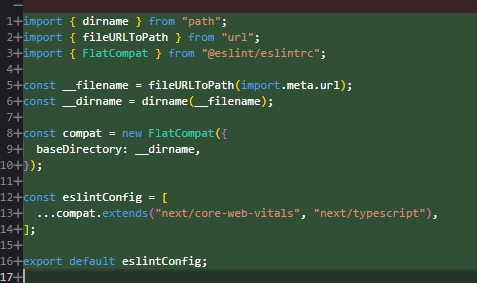 1+ import { dirname } from "path";
2+ import { fileURLToPath } from "url";
3+ import { FlatCompat } from "@eslint/eslintrc";
4+
5+ const __filename = fileURLToPath(import.meta.url);
6+ const __dirname = dirname(__filename);
7+
8+ const compat = new FlatCompat({
9+   baseDirectory: __dirname,
10+ });
11+
12+ const eslintConfig = [
13+   ...compat.extends("next/core-web-vitals", "next/typescript"),
14+ ];
15+
16+ export default eslintConfig;
17+